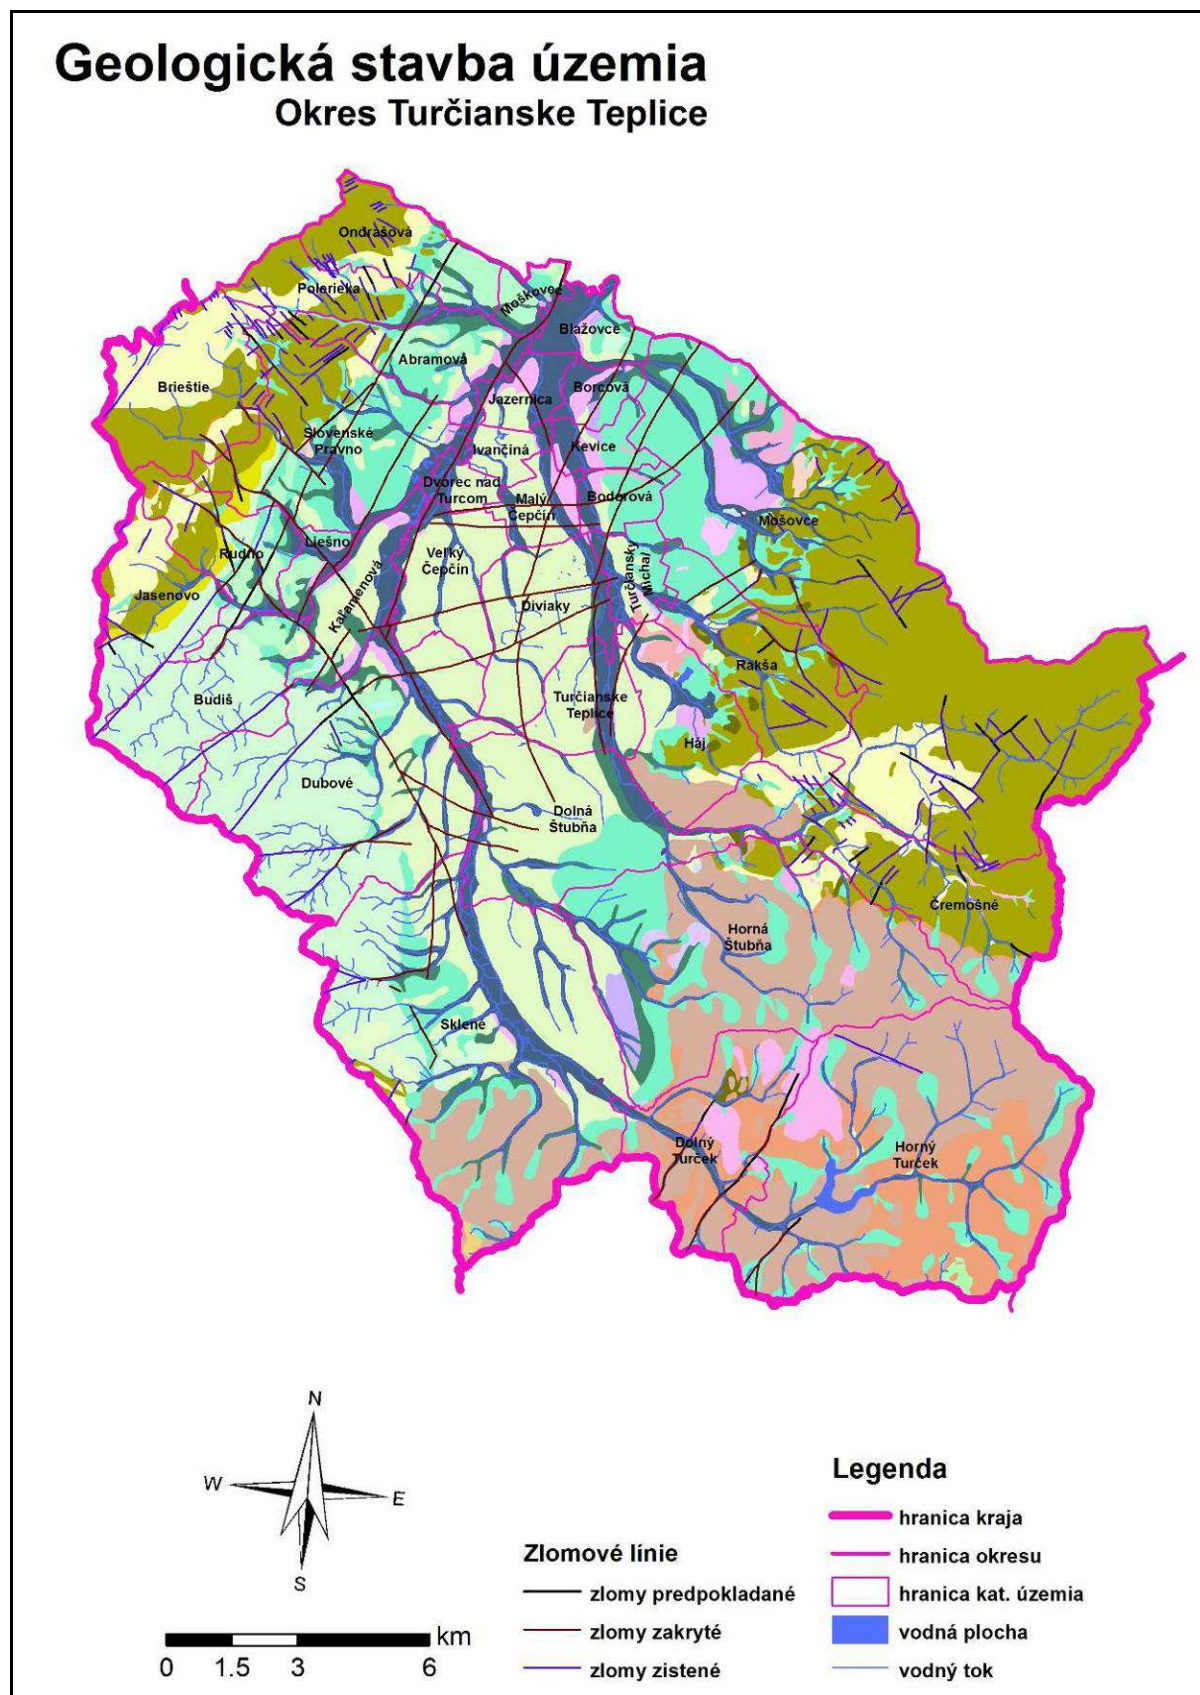 Geologická stavba územia
Okres Turčianske Teplice
Ondrašová
Polerieka
Moškovec
Blažovce
Abramová
Brieštie
Borcová
Jazernica
Slovenské
Pravno
Ivančiná
Kevice
Dvorec nad
Turcom
Malý
Čepčín
Bodorová
Mošovce
Liešno
Rudno
Veľký
Čepčín
Turčiansky
Michal
Jasenovo
Kaľamenová
Diviaky
Rakša
Budiš
Turčianske
Teplice
Háj
Dubové
Dolná
Štubňa
Čremošné
Horná
Štubňa
Sklené
Dolný
Turček
Horný
Turček
N
W
E
S
km
0 1.5 3 6
Zlomové línie
zlomy predpokladané
zlomy zakryté
zlomy zistené
Legenda
hranica kraja
hranica okresu
hranica kat. územia
vodná plocha
vodný tok